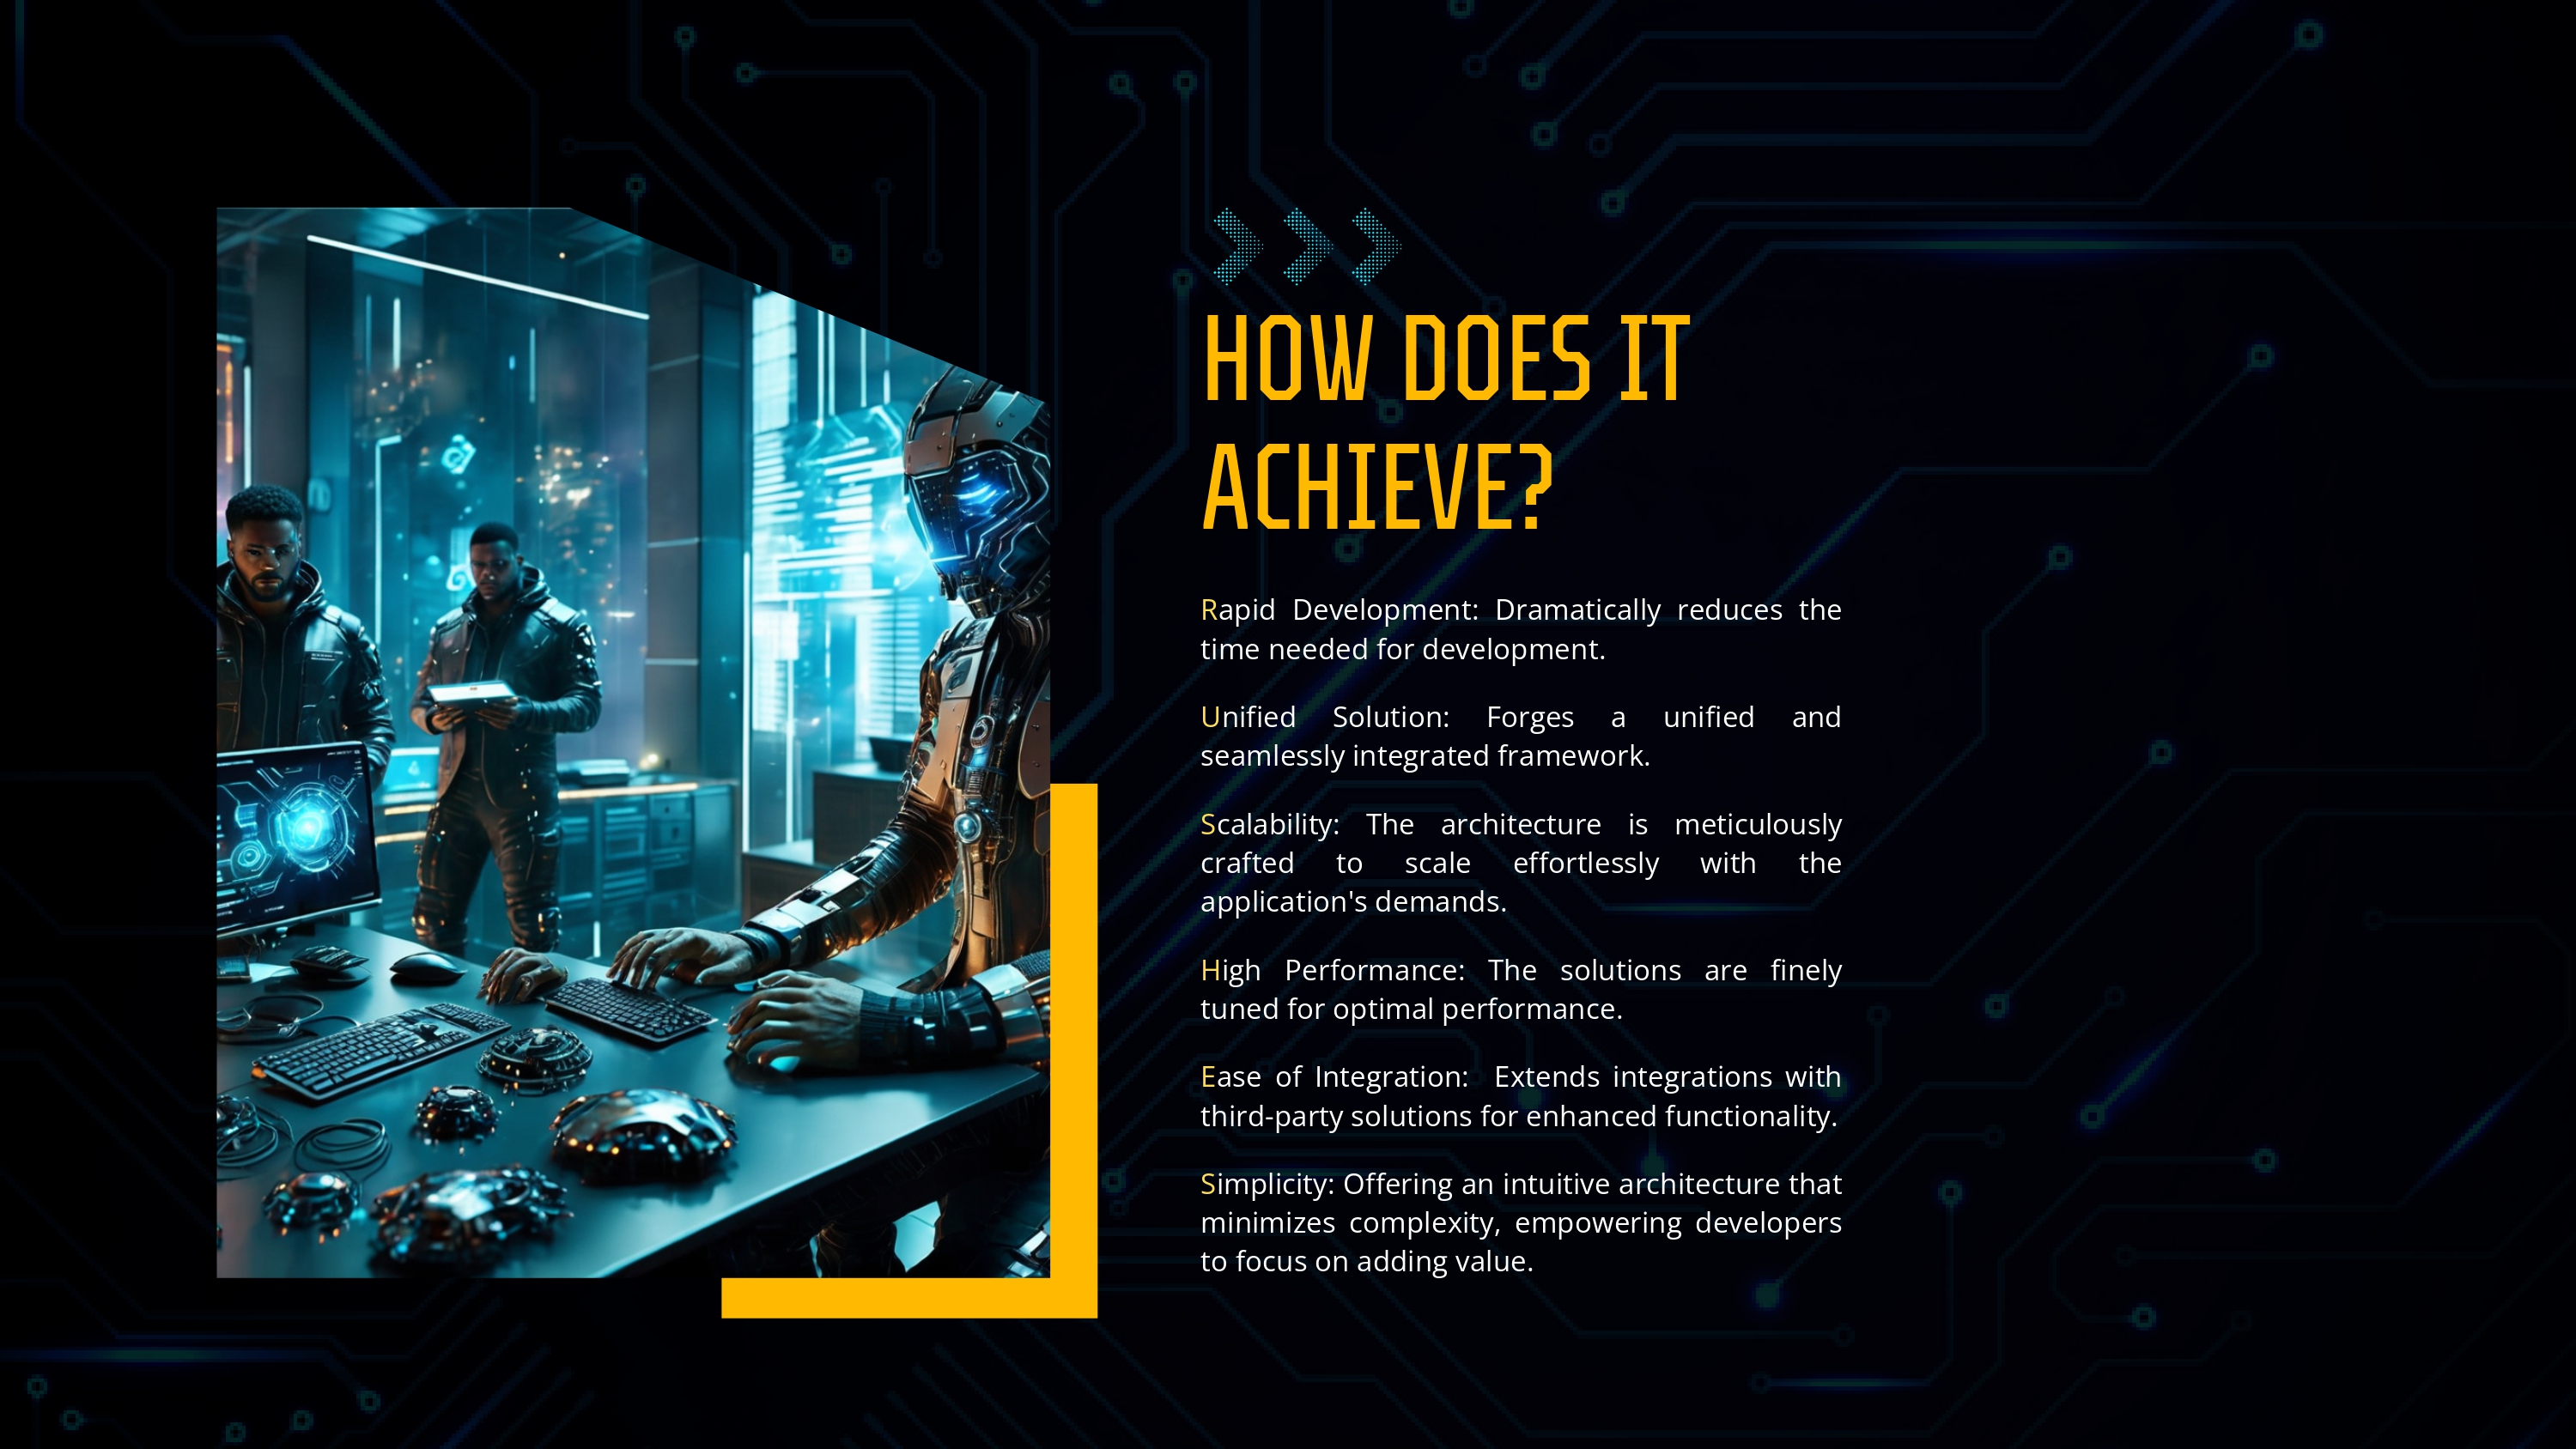 HOW DOES IT
ACHIEVE?
Rapid Development: Dramatically reduces the
time needed for development.
Unified Solution: Forges a unified and
seamlessly integrated framework.
Scalability: The architecture is meticulously
crafted to scale effortlessly with the
application's demands.
High Performance: The solutions are finely
tuned for optimal performance.
Ease of Integration: Extends integrations with
third-party solutions for enhanced functionality.
Simplicity: Offering an intuitive architecture that
minimizes complexity, empowering developers
to focus on adding value.